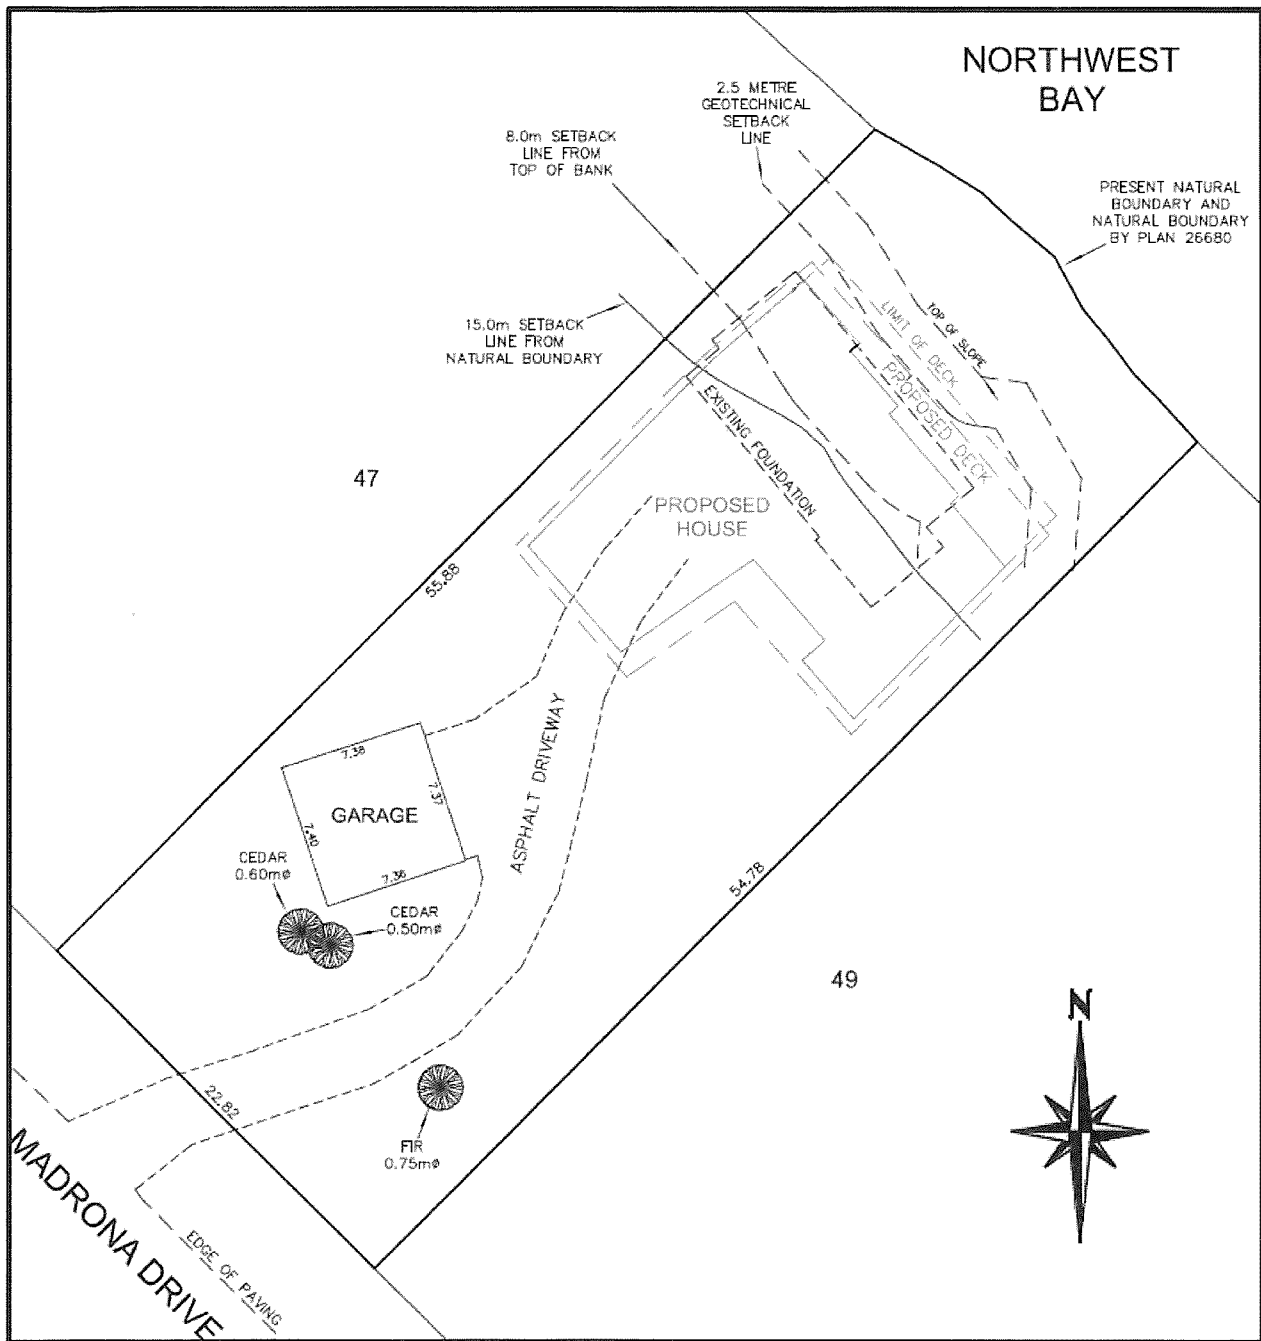 NORTHWEST
BAY
2.5 METRE
GEOTECHNICAL
SETBACK
LINE
8.0m SETBACK
LINE FROM
TOP OF BANK
PRESENT NATURAL
BOUNDARY AND
NATURAL BOUNDARY
BY PLAN 26680
15.0m SETBACK
LINE FROM
NATURAL BOUNDARY
TOP OF SLOPE
LIMIT OF DECK
PROPOSED DECK
EXISTING FOUNDATION
47
PROPOSED
HOUSE
55.88
ASPHALT DRIVEWAY
7.38
7.37
GARAGE
7.40
7.36
CEDAR
0.60mø
CEDAR
0.50mø
54.78
49
N
22.82
FIR
0.75mø
MADRONA DRIVE
EDGE OF PAVING